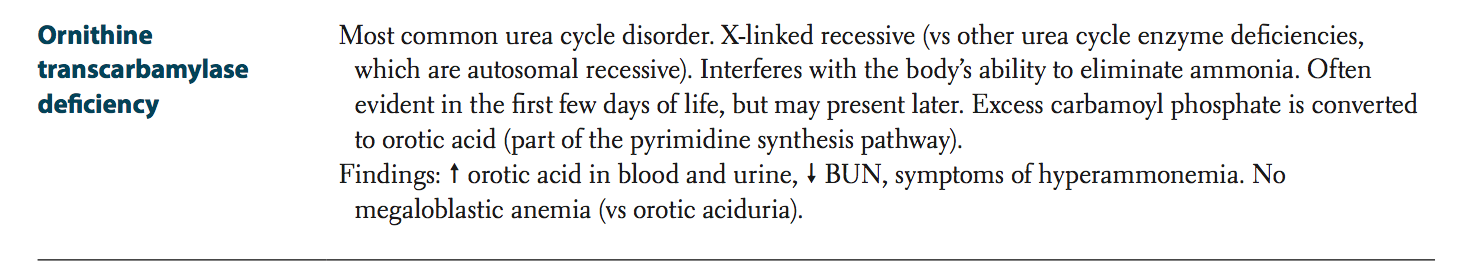 Ornithine
transcarbamylase
deficiency
Most common urea cycle disorder. X-linked recessive (vs other urea cycle enzyme deficiencies,
which are autosomal recessive). Interferes with the body’s ability to eliminate ammonia. Often
evident in the first few days of life, but may present later. Excess carbamoyl phosphate is converted
to orotic acid (part of the pyrimidine synthesis pathway).
Findings: ↑ orotic acid in blood and urine, ↓ BUN, symptoms of hyperammonemia. No
megaloblastic anemia (vs orotic aciduria).